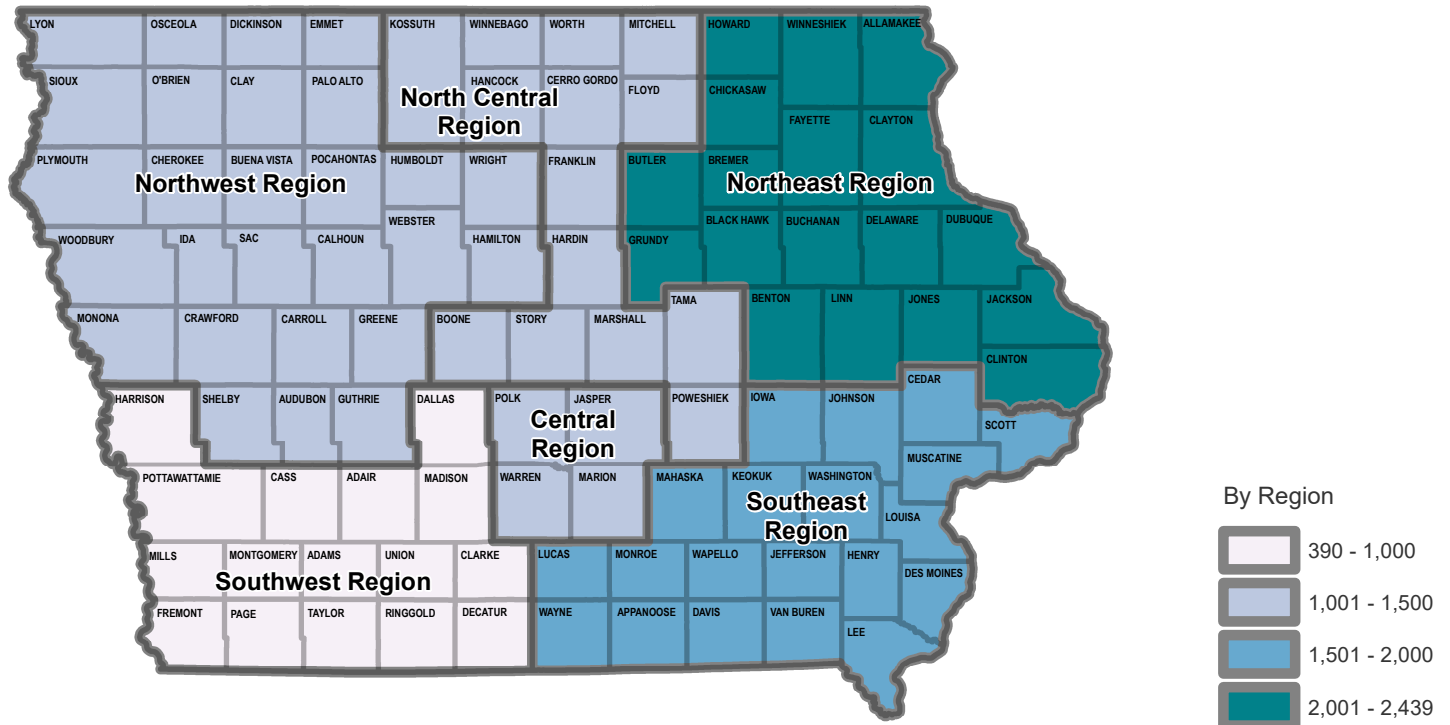 LYON OSCEOLA DICKINSON EMMET KOSSUTH WINNEBAGO WORTH MITCHELL HOWARD WINNESHIEK ALLAMAKEE
SIOUX O'BRIEN CLAY PALO ALTO HANCOCK CERRO GORDO FLOYD CHICKASAW
North Central
Region
FAYETTE CLAYTON
PLYMOUTH CHEROKEE BUENA VISTA POCAHONTAS HUMBOLDT WRIGHT FRANKLIN BUTLER BREMER
Northwest Region Northeast Region
WEBSTER BLACK HAWK BUCHANAN DELAWARE DUBUQUE
WOODBURY IDA SAC CALHOUN HAMILTON HARDIN GRUNDY
TAMA BENTON LINN JONES JACKSON
MONONA CRAWFORD CARROLL GREENE BOONE STORY MARSHALL
CLINTON
CEDAR
HARRISON SHELBY AUDUBON GUTHRIE DALLAS POLK JASPER POWESHIEK IOWA JOHNSON
Central
Region
SCOTT
MUSCATINE
POTTAWATTAMIE CASS ADAIR MADISON WARREN MARION MAHASKA KEOKUK WASHINGTON
Southeast
Region
LOUISA
By Region
390 - 1,000
MILLS MONTGOMERY ADAMS UNION CLARKE LUCAS MONROE WAPELLO JEFFERSON HENRY
DES MOINES
Southwest Region
1,001 - 1,500
FREMONT PAGE TAYLOR RINGGOLD DECATUR WAYNE APPANOOSE DAVIS VAN BUREN
LEE
1,501 - 2,000
2,001 - 2,439